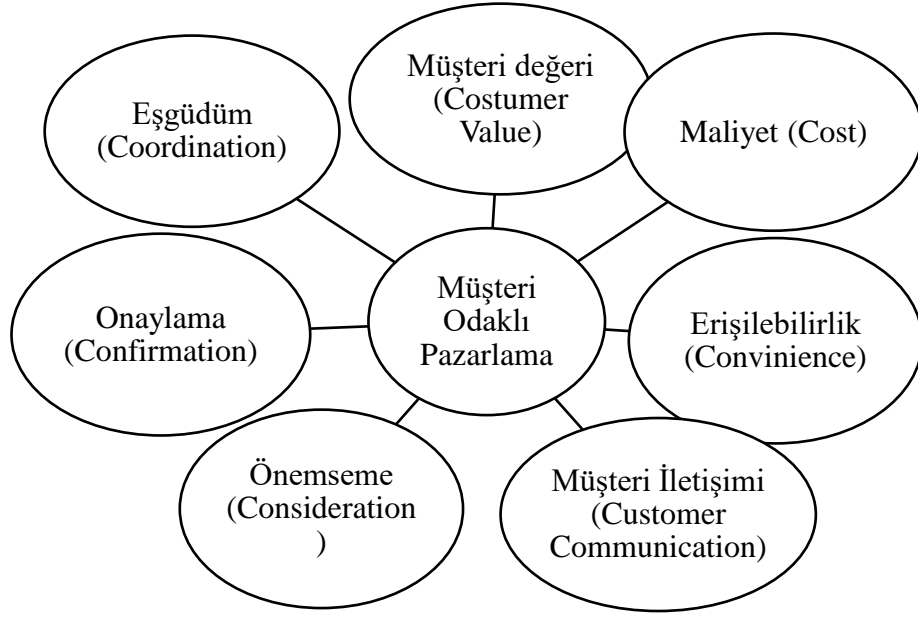 Müşteri değeri
(Costumer
Value)
Eşgüdüm
(Coordination)
Maliyet (Cost)
Müşteri
Odaklı
Pazarlama
Onaylama
(Confirmation)
Erişilebilirlik
(Convinience)
Önemseme
(Consideration
)
Müşteri İletişimi
(Customer
Communication)